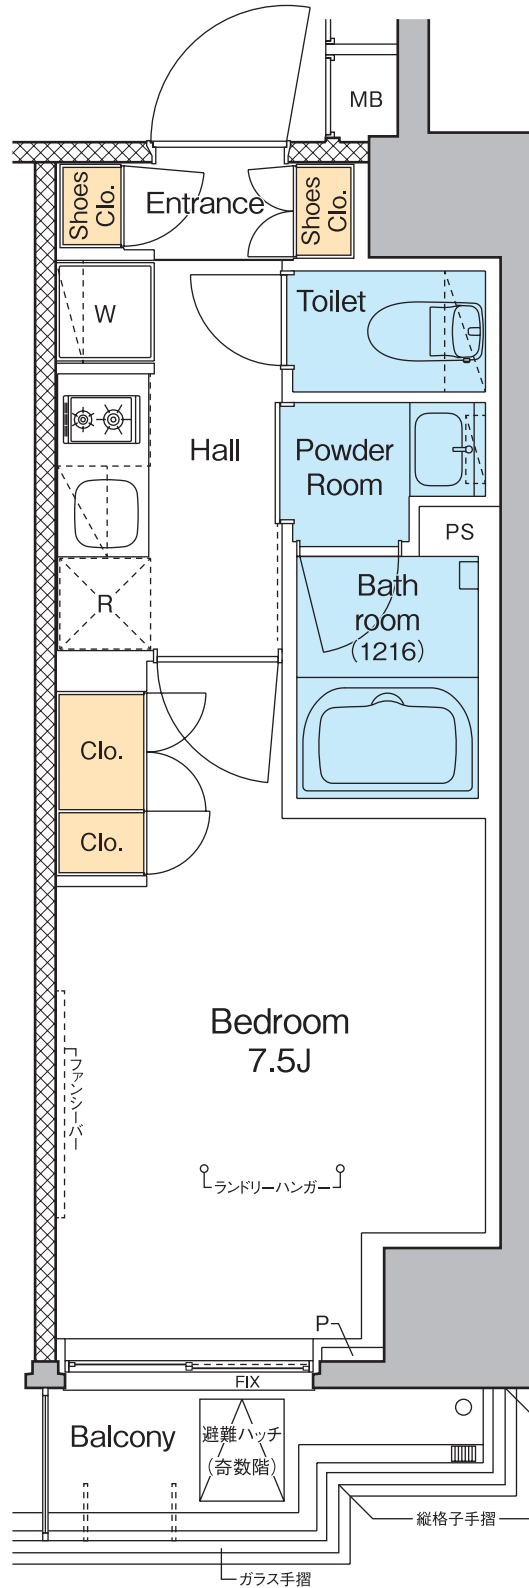 MB
Shoes
Clo.
Entrance
Shoes
Clo.
W
Toilet
Hall
Powder
Room
PS
R
Bath
room
(1216)
Clo.
Clo.
Bedroom
7.5J
ファンシーバー
ランドリーハンガー
P
FIX
Balcony
避難ハッチ
(奇数階)
縦格子手摺
ガラス手摺